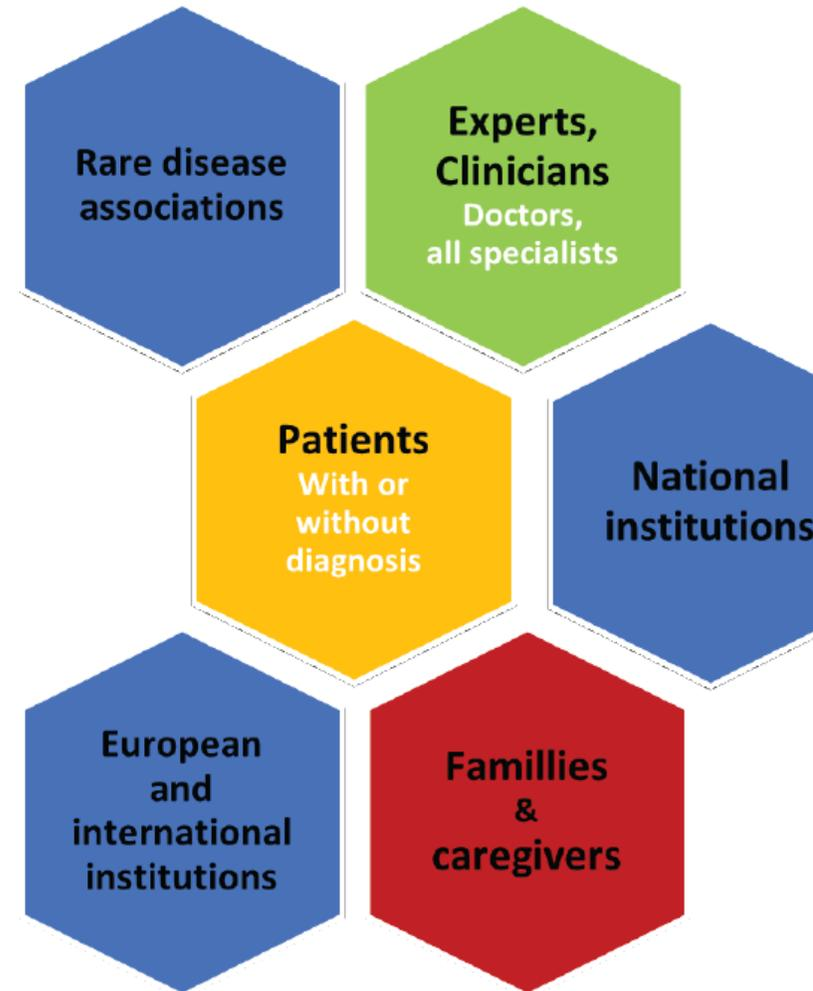 Rare disease
associations
Experts,
Clinicians
Doctors,
all specialists
Patients
With or
without
diagnosis
National
institutions
European
and
international
institutions
Famillies
&
caregivers